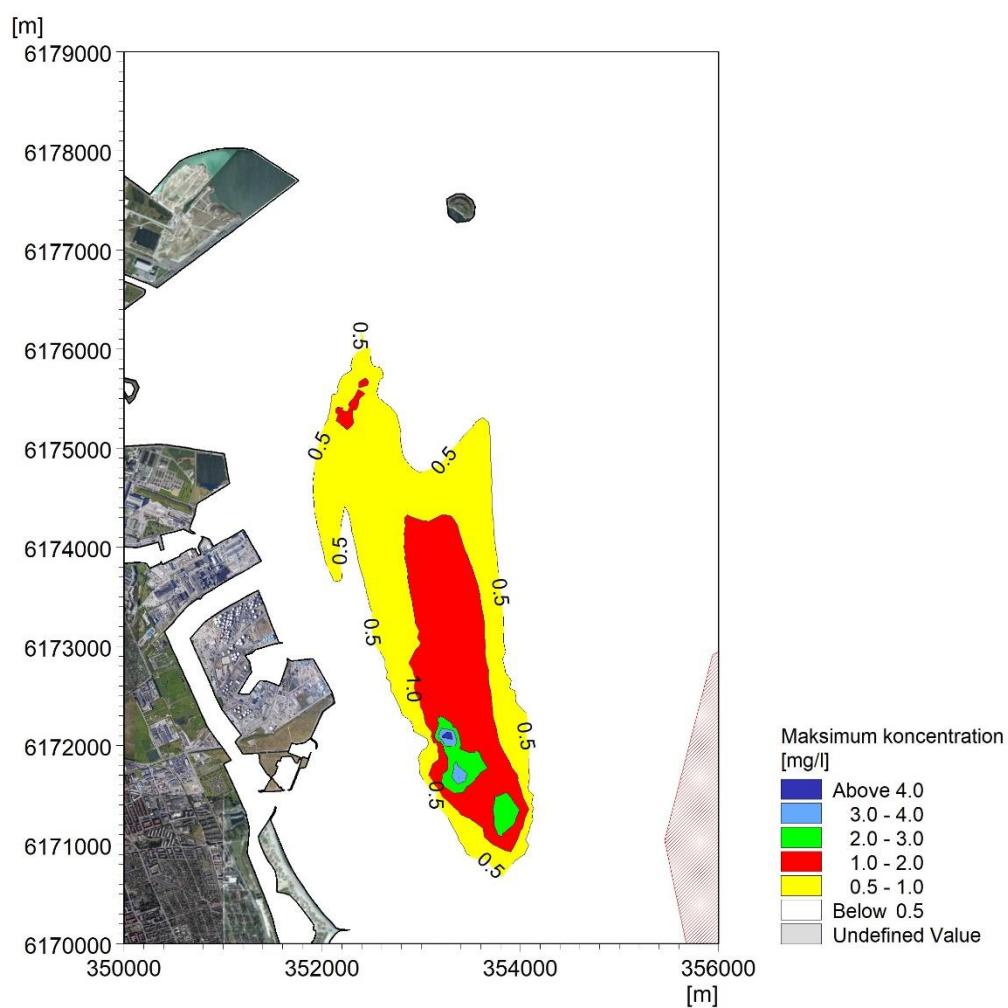 [m]
6179000
6178000
6177000
6176000
6175000
6174000
6173000
6172000
6171000
6170000
350000 352000 354000 356000
[m]
0.5
0.5
0.5
0.5
0.5
0.5
1.0
0.5
0.5
0.5
Maksimum koncentration
[mg/l]
Above 4.0
3.0 - 4.0
2.0 - 3.0
1.0 - 2.0
0.5 - 1.0
Below 0.5
Undefined Value